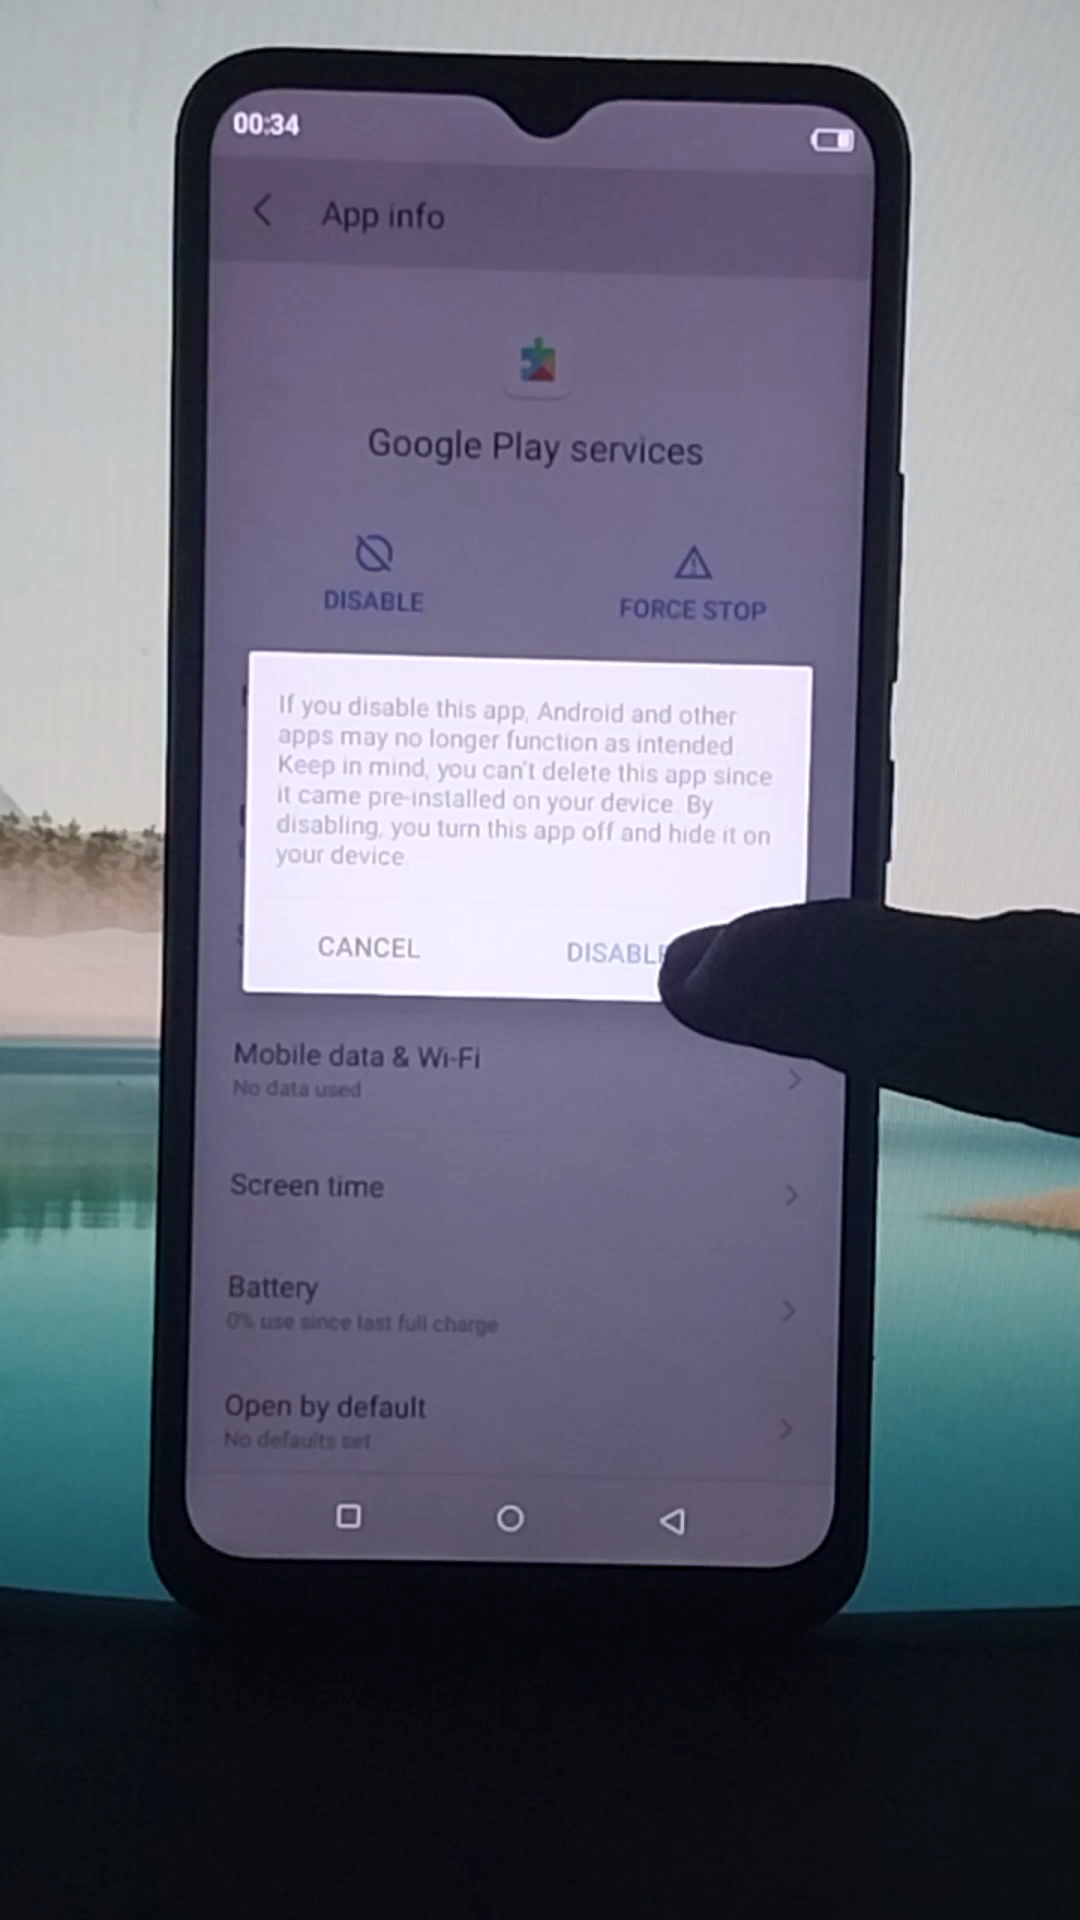 00:34
App info
Google Play services
DISABLE
FORCE STOP
If you disable this app, Android and other
apps may no longer function as intended.
Keep in mind, you can't delete this app since
it came pre-installed on your device. By
disabling, you turn this app off and hide it on
your device.
CANCEL
DISABLE
Mobile data & Wi-Fi
No data used
Screen time
Battery
0% use since last full charge
Open by default
No defaults set